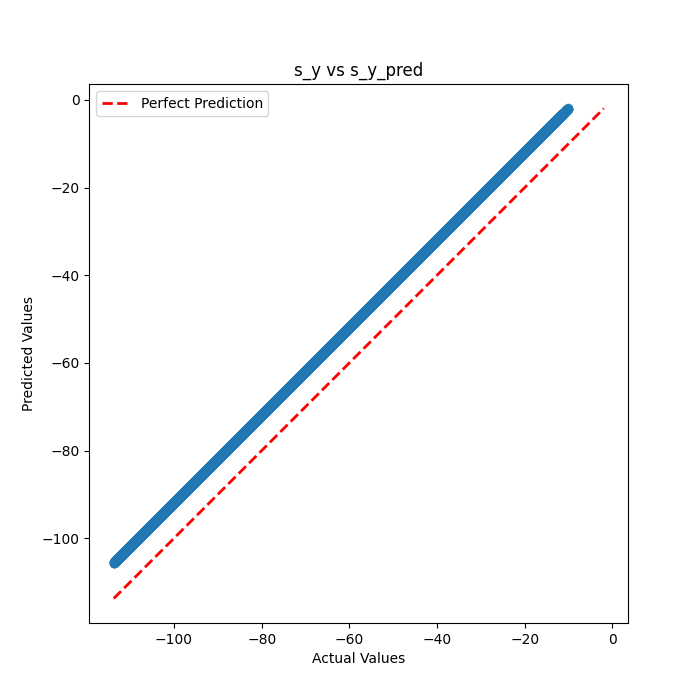 s_y vs s_y_pred
Perfect Prediction
0
−20
−40
−60
−80
−100
Predicted Values
−100 −80 −60 −40 −20 0
Actual Values